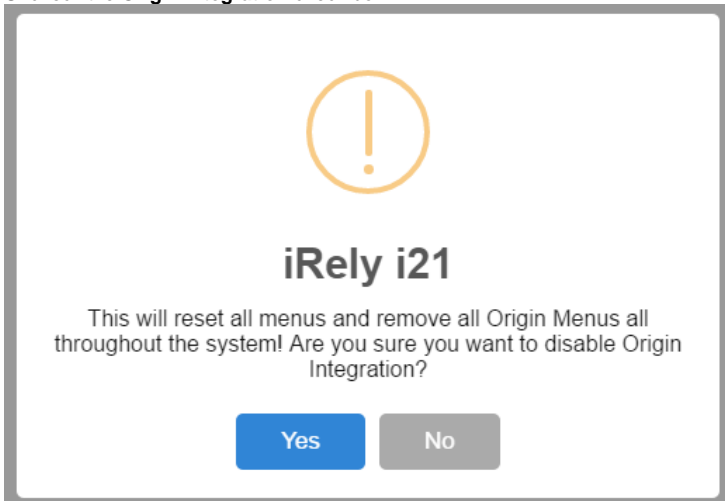 iRely i21
This will reset all menus and remove all Origin Menus all
throughout the system! Are you sure you want to disable Origin
Integration?
Yes
No